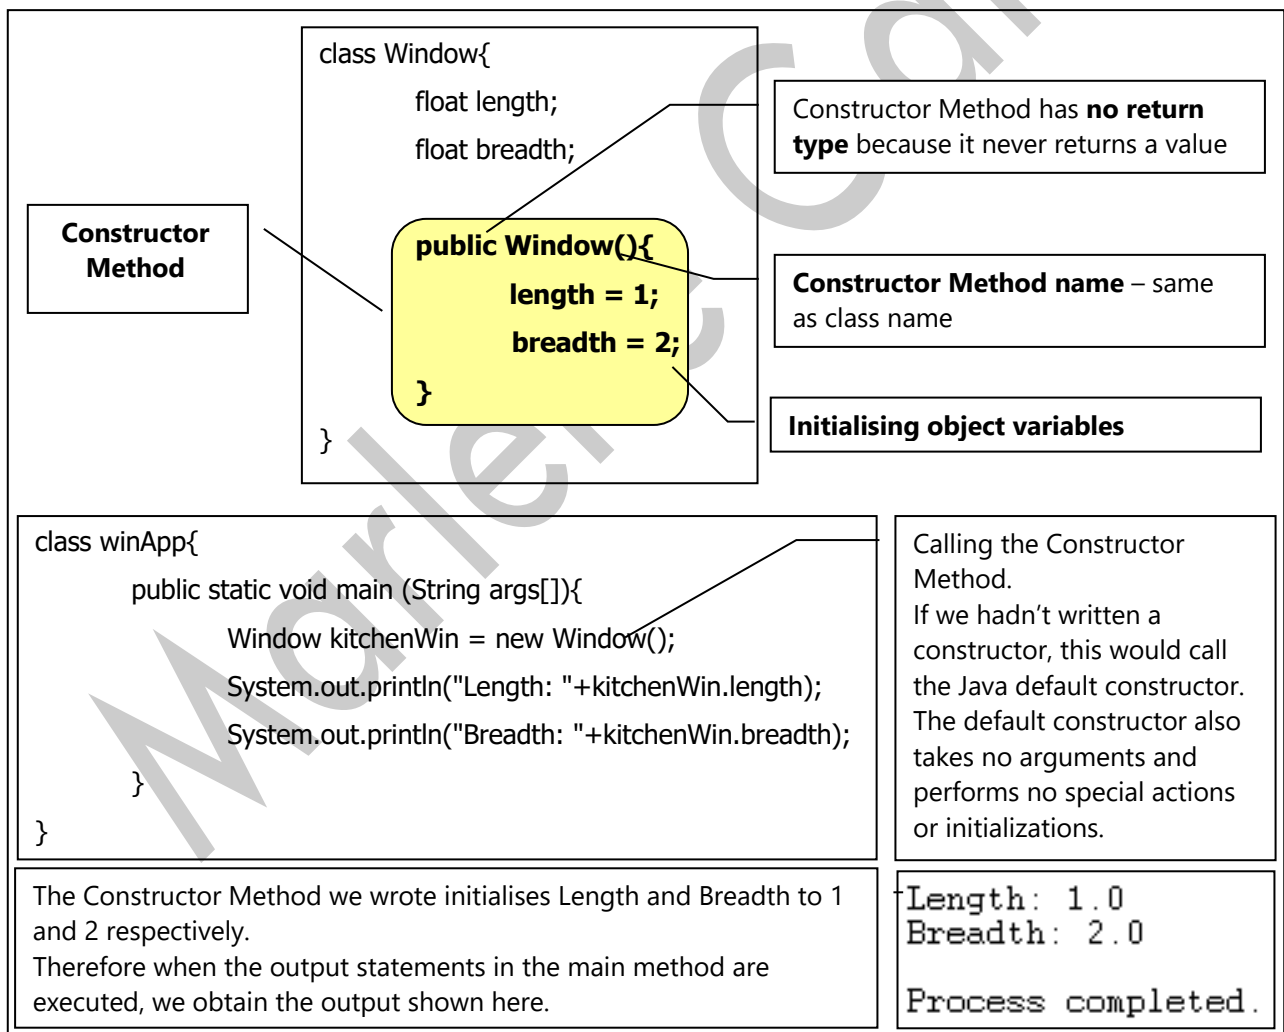 class Window{
float length;
float breadth;
public Window(){
length = 1;
breadth = 2;
}
}
Constructor
Method
Constructor Method has no return
type because it never returns a value
Constructor Method name – same
as class name
Initialising object variables
class winApp{
public static void main (String args[]){
Window kitchenWin = new Window();
System.out.println("Length: "+kitchenWin.length);
System.out.println("Breadth: "+kitchenWin.breadth);
}
}
Calling the Constructor
Method.
If we hadn’t written a
constructor, this would call
the Java default constructor.
The default constructor also
takes no arguments and
performs no special actions
or initializations.
The Constructor Method we wrote initialises Length and Breadth to 1
and 2 respectively.
Therefore when the output statements in the main method are
executed, we obtain the output shown here.
Length: 1.0
Breadth: 2.0
Process completed.